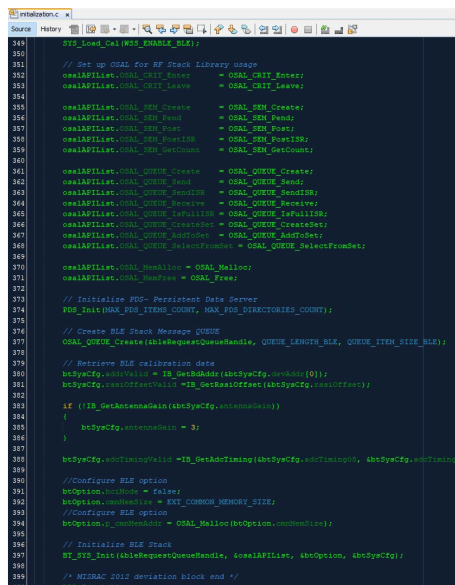 initialization.c x
Source History
349 SYS_Load_Cal(WSS_ENABLE_BLE);
350
351 // Set up OSAL for RF Stack Library usage
352 osalAPIList.OSAL_CRIT_Enter = OSAL_CRIT_Enter;
353 osalAPIList.OSAL_CRIT_Leave = OSAL_CRIT_Leave;
354
355 osalAPIList.OSAL_SEM_Create = OSAL_SEM_Create;
356 osalAPIList.OSAL_SEM_Pend = OSAL_SEM_Pend;
357 osalAPIList.OSAL_SEM_Post = OSAL_SEM_Post;
358 osalAPIList.OSAL_SEM_PostISR = OSAL_SEM_PostISR;
359 osalAPIList.OSAL_SEM_GetCount = OSAL_SEM_GetCount;
360
361 osalAPIList.OSAL_QUEUE_Create = OSAL_QUEUE_Create;
362 osalAPIList.OSAL_QUEUE_Send = OSAL_QUEUE_Send;
363 osalAPIList.OSAL_QUEUE_SendISR = OSAL_QUEUE_SendISR;
364 osalAPIList.OSAL_QUEUE_Receive = OSAL_QUEUE_Receive;
365 osalAPIList.OSAL_QUEUE_IsFullISR = OSAL_QUEUE_IsFullISR;
366 osalAPIList.OSAL_QUEUE_CreateSet = OSAL_QUEUE_CreateSet;
367 osalAPIList.OSAL_QUEUE_AddToSet = OSAL_QUEUE_AddToSet;
368 osalAPIList.OSAL_QUEUE_SelectFromSet = OSAL_QUEUE_SelectFromSet;
369
370 osalAPIList.OSAL_MemAlloc = OSAL_Malloc;
371 osalAPIList.OSAL_MemFree = OSAL_Free;
372
373 // Initialize PDS- Persistent Data Server
374 PDS_Init(MAX_PDS_ITEMS_COUNT, MAX_PDS_DIRECTORIES_COUNT);
375
376 // Create BLE Stack Message QUEUE
377 OSAL_QUEUE_Create(&bleRequestQueueHandle, QUEUE_LENGTH_BLE, QUEUE_ITEM_SIZE_BLE);
378
379 // Retrieve BLE calibration data
380 btSysCfg.addrValid = IB_GetBdAddr(&btSysCfg.devAddr[0]);
381 btSysCfg.rssiOffsetValid =IB_GetRssiOffset(&btSysCfg.rssiOffset);
382
383 if (!IB_GetAntennaGain(&btSysCfg.antennaGain))
384 {
385 btSysCfg.antennaGain = 3;
386 }
387
388 btSysCfg.adcTimingValid =IB_GetAdcTiming(&btSysCfg.adcTiming08, &btSysCfg.adcTiming
389
390 //Configure BLE option
391 btOption.hciMode = false;
392 btOption.cmnMemSize = EXT_COMMON_MEMORY_SIZE;
393 //Configure BLE option
394 btOption.p_cmnMemAddr = OSAL_Malloc(btOption.cmnMemSize);
395
396 // Initialize BLE Stack
397 BT_SYS_Init(&bleRequestQueueHandle, &osalAPIList, &btOption, &btSysCfg);
398
399 /* MISRAC 2012 deviation block end */